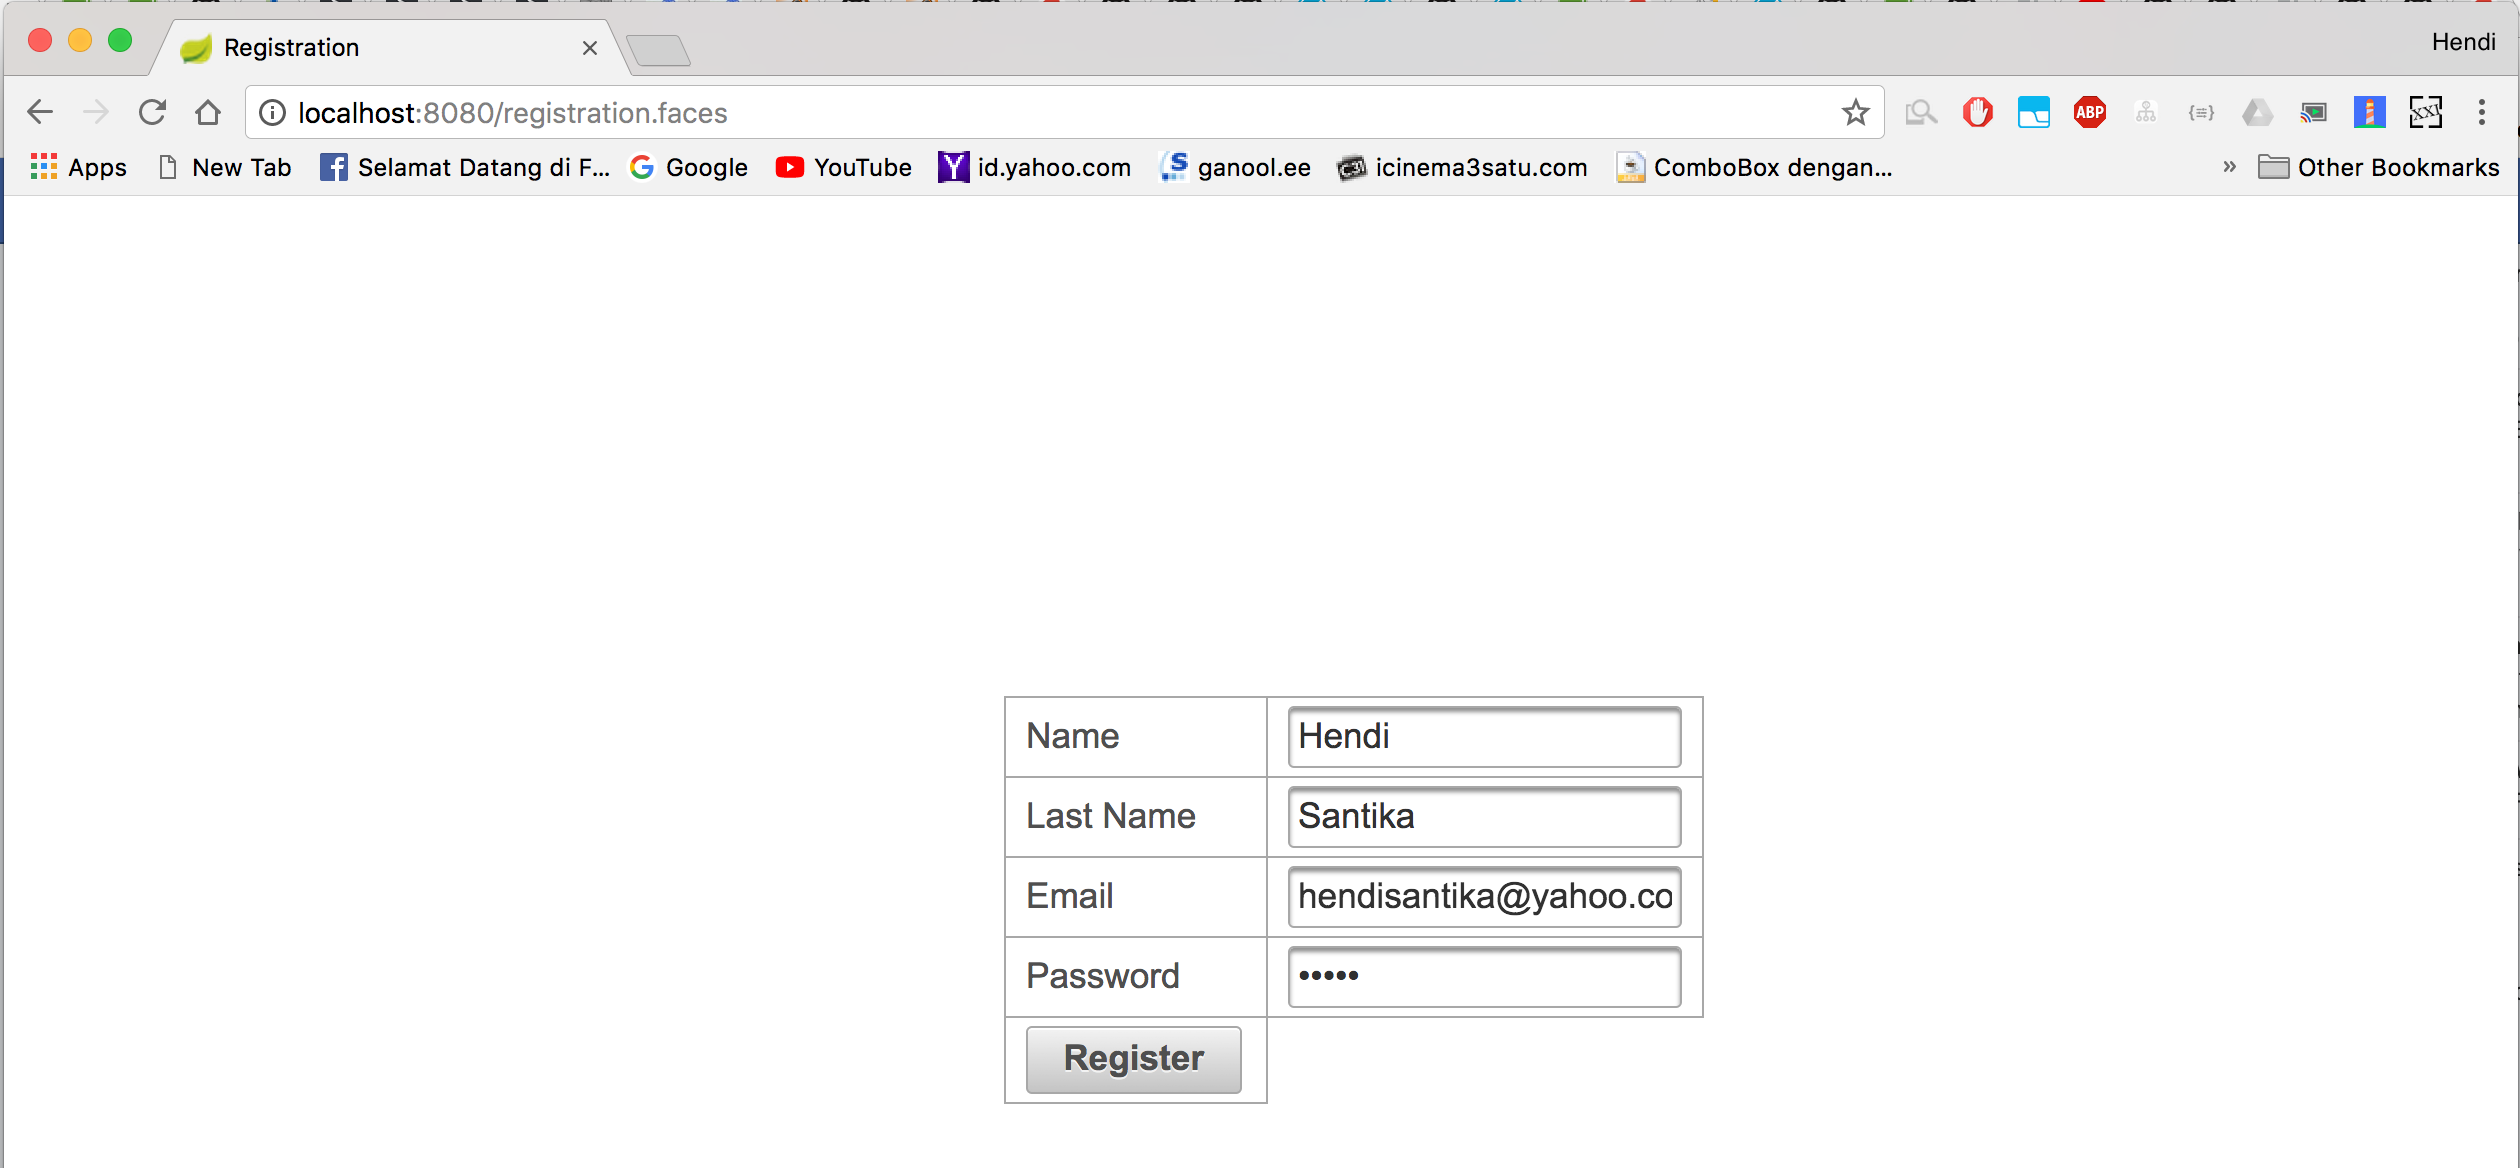 Registration
Hendi
localhost:8080/registration.faces
ABP
XXI
Apps New Tab Selamat Datang di F... Google YouTube id.yahoo.com ganool.ee icinema3satu.com ComboBox dengan... » Other Bookmarks
Name Hendi
Last Name Santika
Email hendisantika@yahoo.co
Password •••••
Register